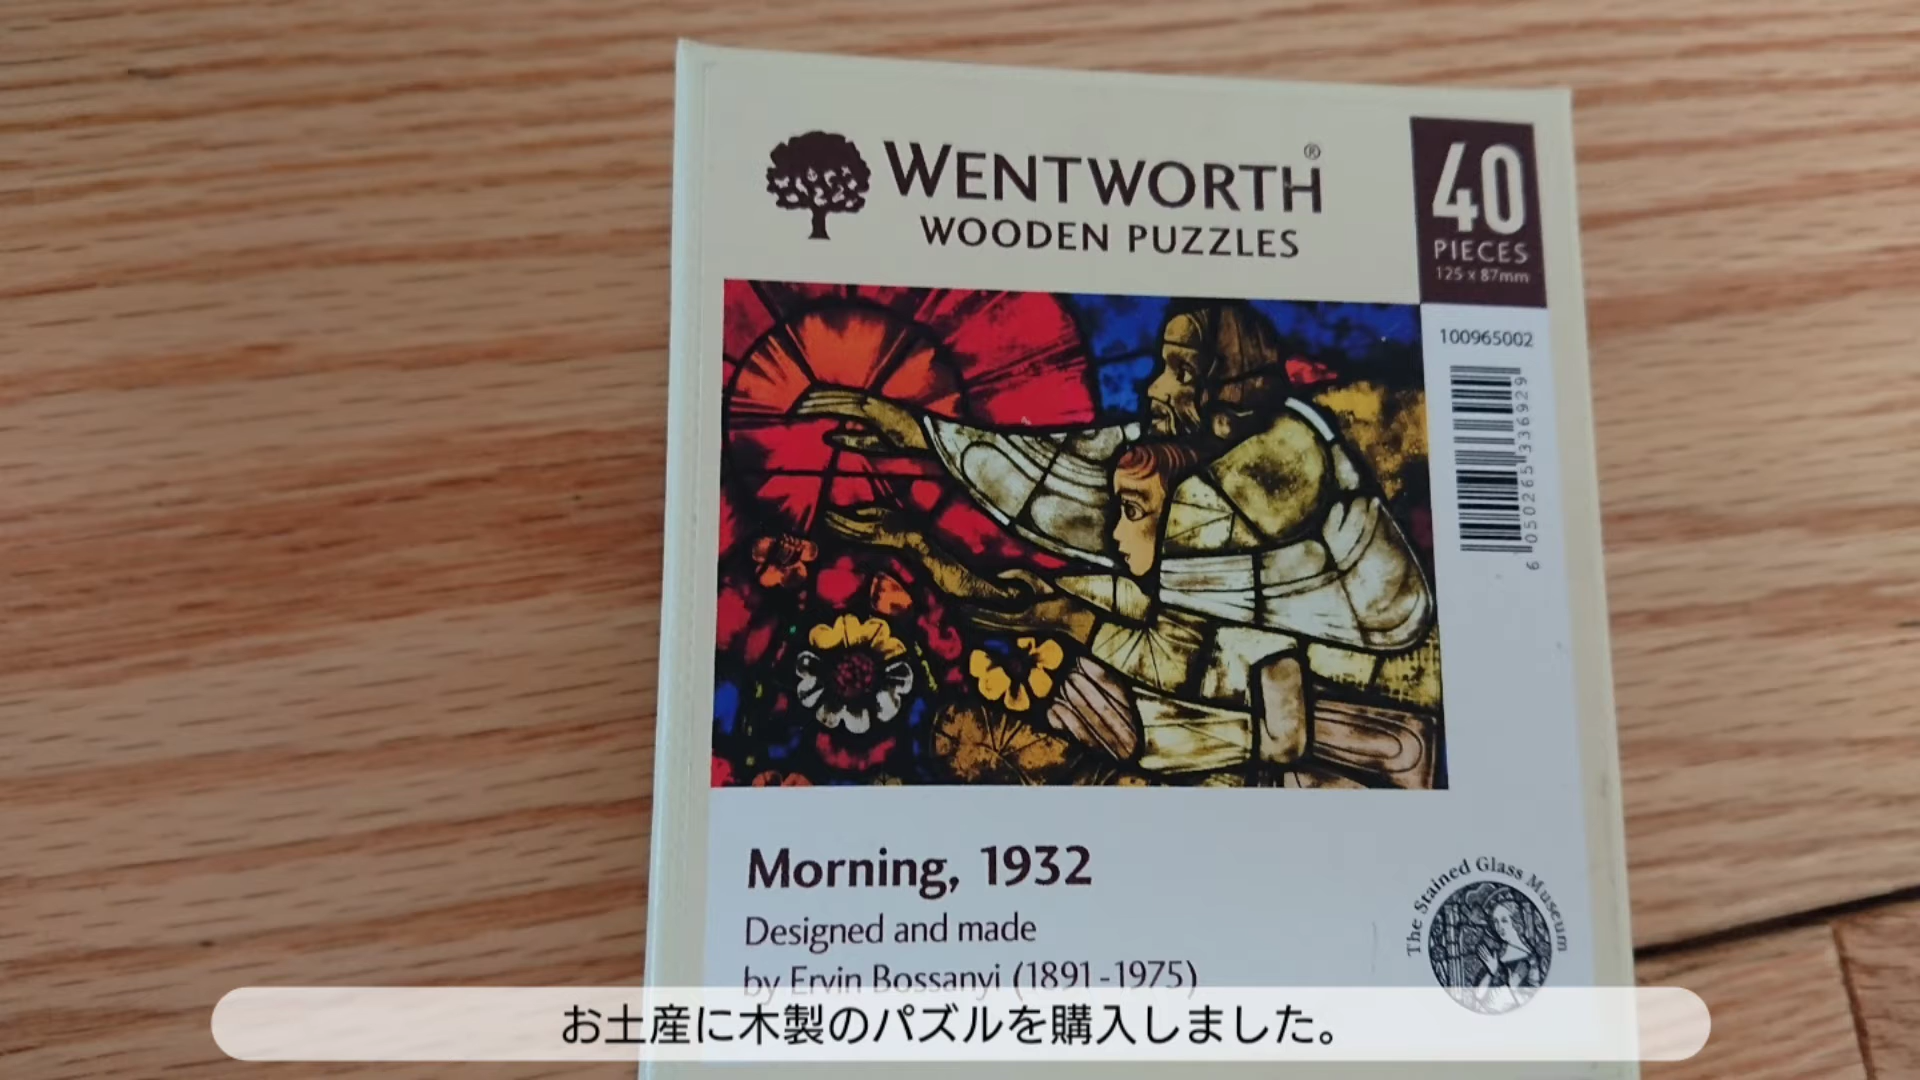 WENTWORTH®
WOODEN PUZZLES
40
PIECES
125 x 87mm
100965002
6 050265 336929
Morning, 1932
Designed and made
by Ervin Bossanyi (1891-1975)
The Stained Glass Museum
お土産に木製のパズルを購入しました。